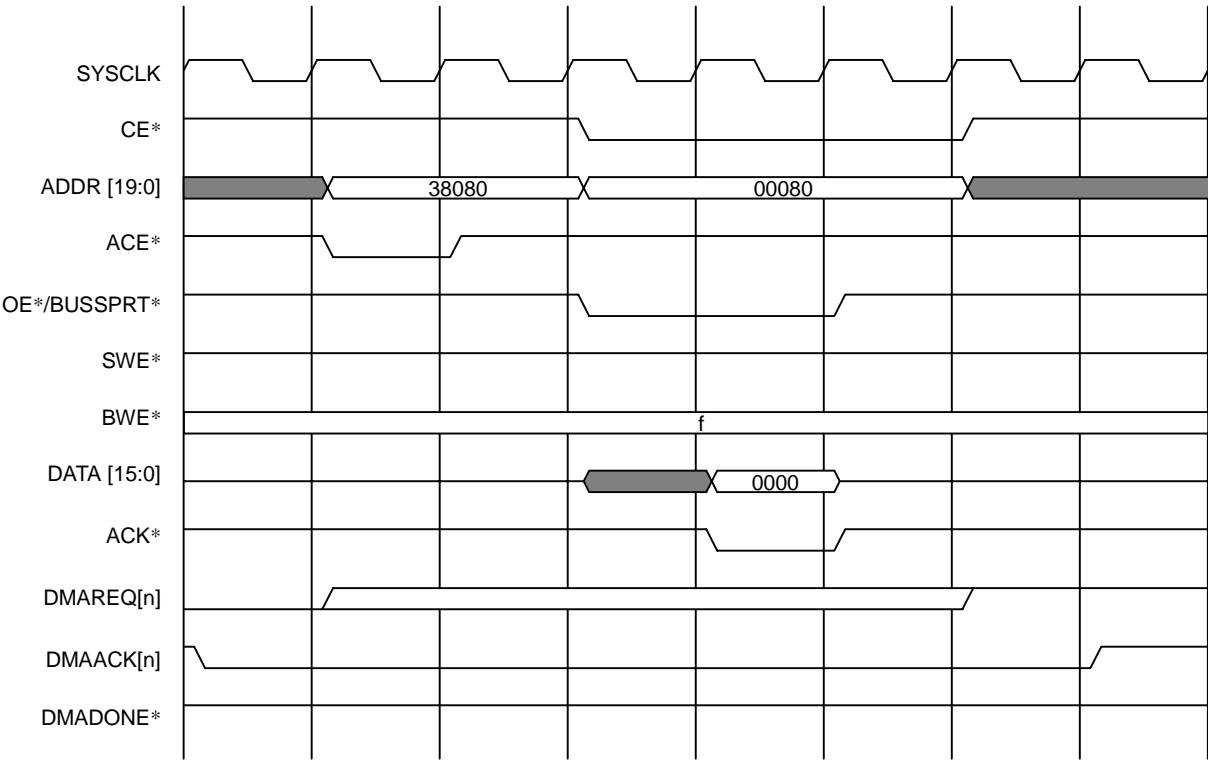 SYSCLK
CE*
ADDR [19:0]
38080
00080
ACE*
OE*/BUSSPRT*
SWE*
BWE*
f
DATA [15:0]
0000
ACK*
DMAREQ[n]
DMAACK[n]
DMADONE*